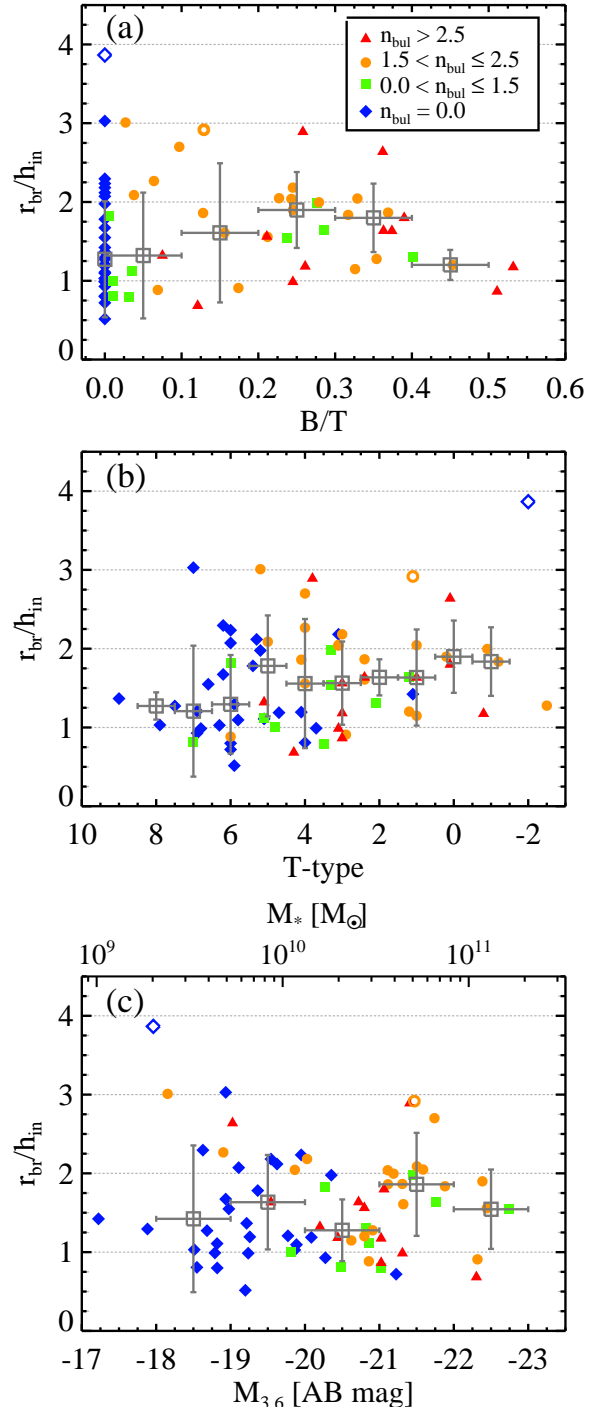 (a)
n_bul > 2.5
1.5 < n_bul ≤ 2.5
0.0 < n_bul ≤ 1.5
n_bul = 0.0
r_br/h_in
4
3
2
1
0
0.0 0.1 0.2 0.3 0.4 0.5 0.6
B/T
(b)
r_br/h_in
4
3
2
1
0
10 8 6 4 2 0 -2
T-type
M_* [M_⊙]
10^9 10^10 10^11
(c)
r_br/h_in
4
3
2
1
0
-17 -18 -19 -20 -21 -22 -23
M_3.6 [AB mag]